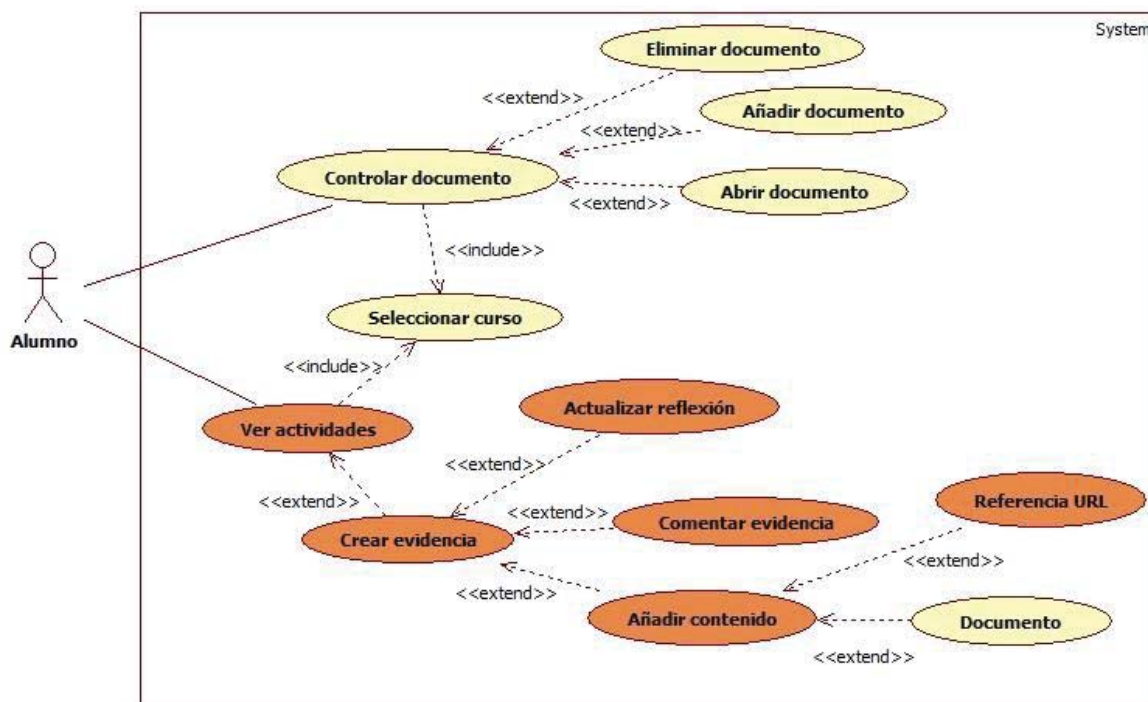 System
Eliminar documento
<<extend>>
Añadir documento
<<extend>>
Controlar documento
Abrir documento
<<extend>>
<<include>>
Seleccionar curso
Alumno
<<include>>
Actualizar reflexión
Ver actividades
<<extend>>
<<extend>>
Referencia URL
<<extend>>
Comentar evidencia
Crear evidencia
<<extend>>
<<extend>>
Añadir contenido
Documento
<<extend>>